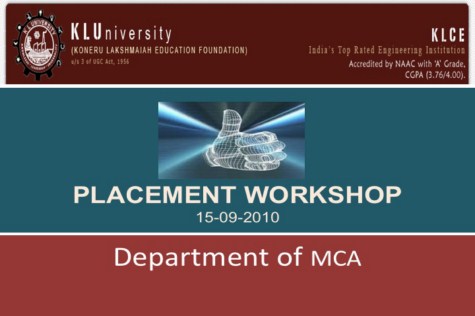 KLUniversity
(KONERU LAKSHMAIAH EDUCATION FOUNDATION)
u/s 3 of UGC Act, 1956
KLCE
India's Top Rated Engineering Institution
Accredited by NAAC with 'A' Grade,
CGPA (3.76/4.00).
PLACEMENT WORKSHOP
15-09-2010
Department of MCA